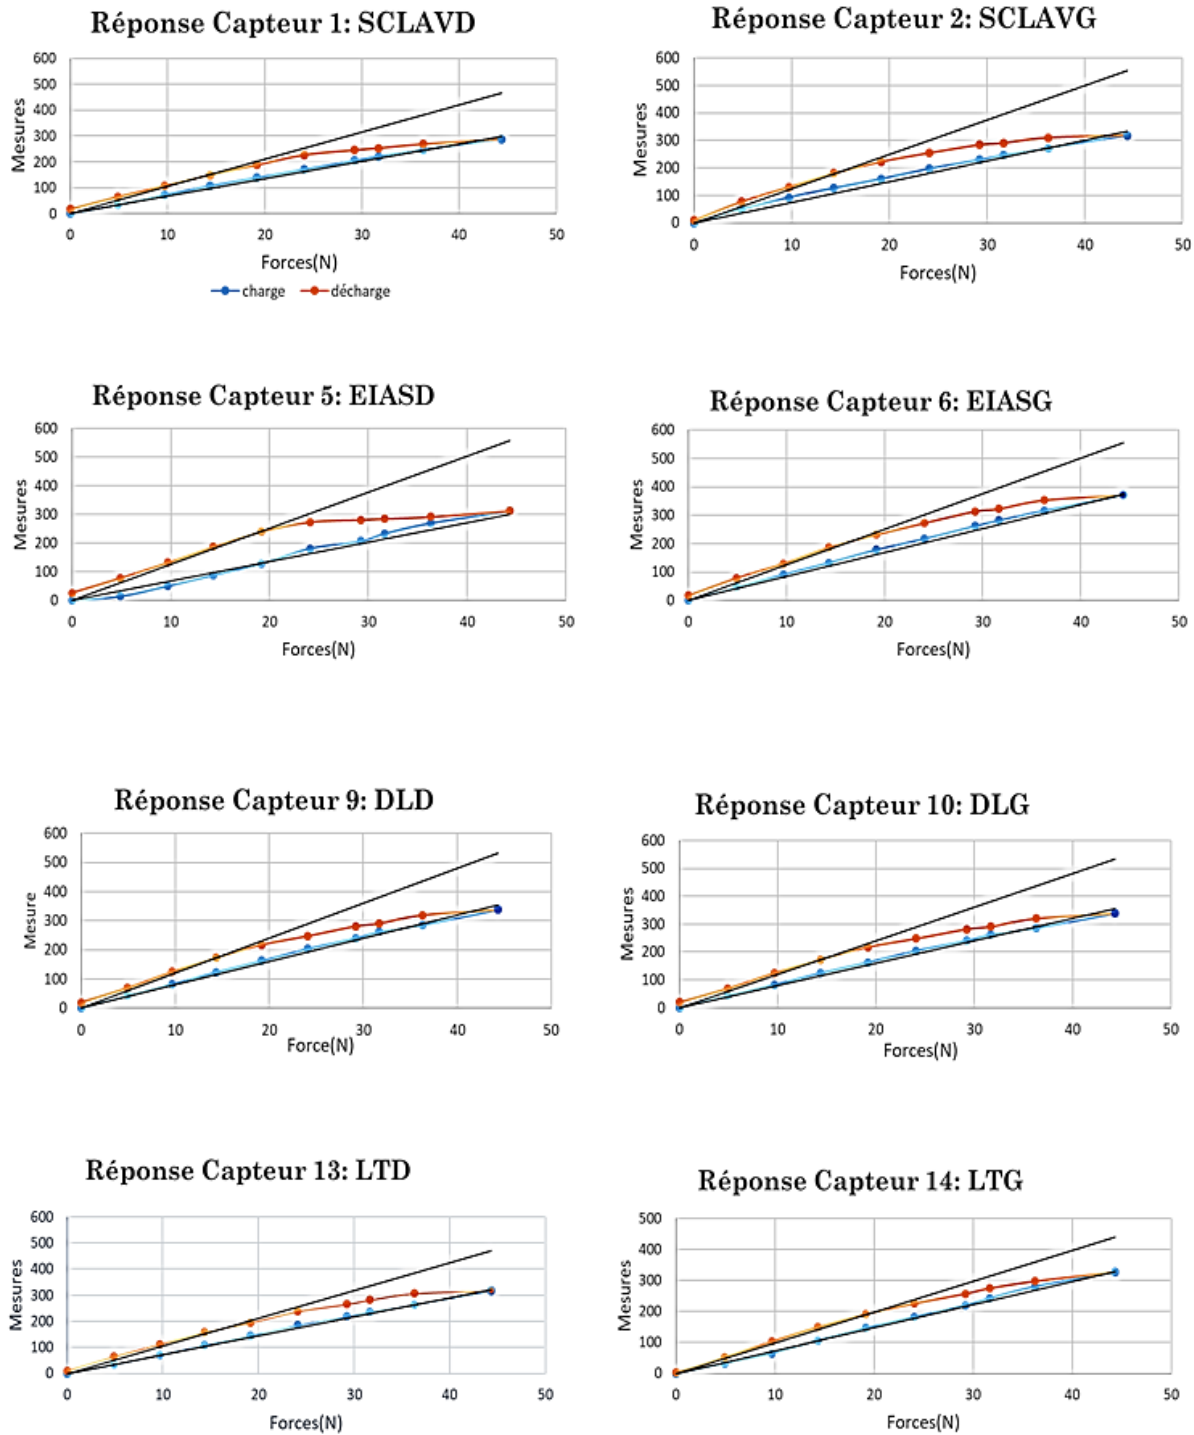 Réponse Capteur 1: SCLAVD
600
500
400
300
200
100
0
Mesures
0 10 20 30 40 50
Forces(N)
charge décharge
Réponse Capteur 2: SCLAVG
600
500
400
300
200
100
0
Mesures
0 10 20 30 40 50
Forces(N)
Réponse Capteur 5: EIASD
600
500
400
300
200
100
0
Mesures
0 10 20 30 40 50
Forces(N)
Réponse Capteur 6: EIASG
600
500
400
300
200
100
0
Mesures
0 10 20 30 40 50
Forces(N)
Réponse Capteur 9: DLD
600
500
400
300
200
100
0
Mesure
0 10 20 30 40 50
Force(N)
Réponse Capteur 10: DLG
600
500
400
300
200
100
0
Mesures
0 10 20 30 40 50
Forces(N)
Réponse Capteur 13: LTD
600
500
400
300
200
100
0
Mesures
0 10 20 30 40 50
Forces(N)
Réponse Capteur 14: LTG
500
400
300
200
100
0
Mesures
0 10 20 30 40 50
Forces(N)